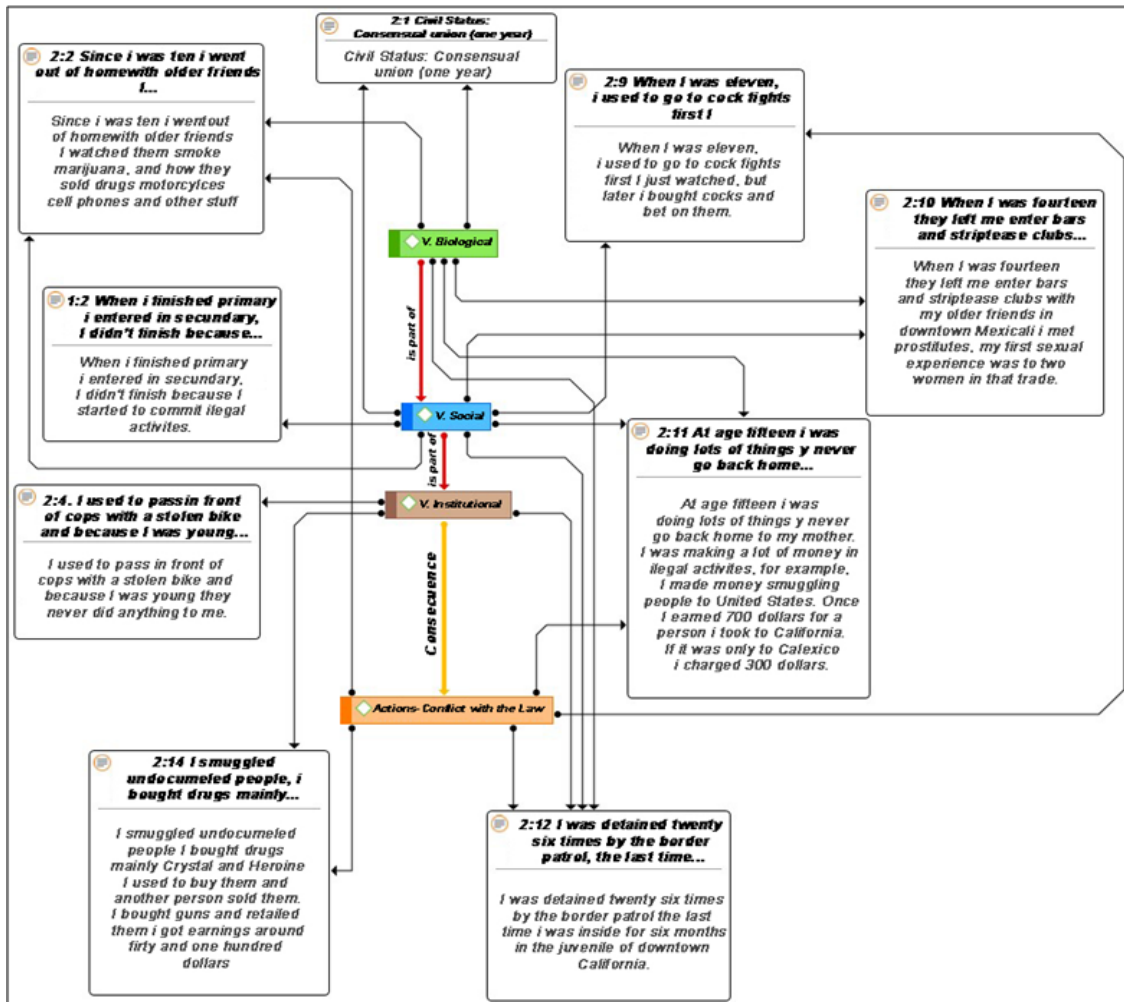 2:1 Civil Status:
Consensual union (one year)
Civil Status: Consensual
union (one year)
2:2 Since i was ten i went
out of homewith older friends
I...
Since i was ten i wentout
of homewith older friends
I watched them smoke
marijuana, and how they
sold drugs motorcylces
cell phones and other stuff
2:9 When I was eleven,
i used to go to cock fights
first I
When I was eleven,
i used to go to cock fights
first I just watched, but
later i bought cocks and
bet on them.
2:10 When I was fourteen
they left me enter bars
and striptease clubs...
When I was fourteen
they left me enter bars
and striptease clubs with
my older friends in
downtown Mexicali i met
prostitutes, my first sexual
experience was to two
women in that trade.
V. Biological
is part of
1:2 When i finished primary
i entered in secundary,
I didn't finish because...
When i finished primary
i entered in secundary,
I didn't finish because I
started to commit ilegal
activites.
V. Social
is part of
2:11 At age fifteen i was
doing lots of things y never
go back home...
At age fifteen i was
doing lots of things y never
go back home to my mother.
I was making a lot of money in
ilegal activites, for example,
I made money smuggling
people to United States. Once
I earned 700 dollars for a
person i took to California.
If it was only to Calexico
i charged 300 dollars.
2:4. I used to passin front
of cops with a stolen bike
and because I was young...
I used to pass in front of
cops with a stolen bike and
because I was young they
never did anything to me.
V. Institutional
Consecuence
Actions- Conflict with the Law
2:14 I smuggled
undocumeled people, i
bought drugs mainly...
I smuggled undocumeled
people I bought drugs
mainly Crystal and Heroine
I used to buy them and
another person sold them.
I bought guns and retailed
them i got earnings around
firty and one hundred
dollars
2:12 I was detained twenty
six times by the border
patrol, the last time...
I was detained twenty six times
by the border patrol the last
time i was inside for six months
in the juvenile of downtown
California.